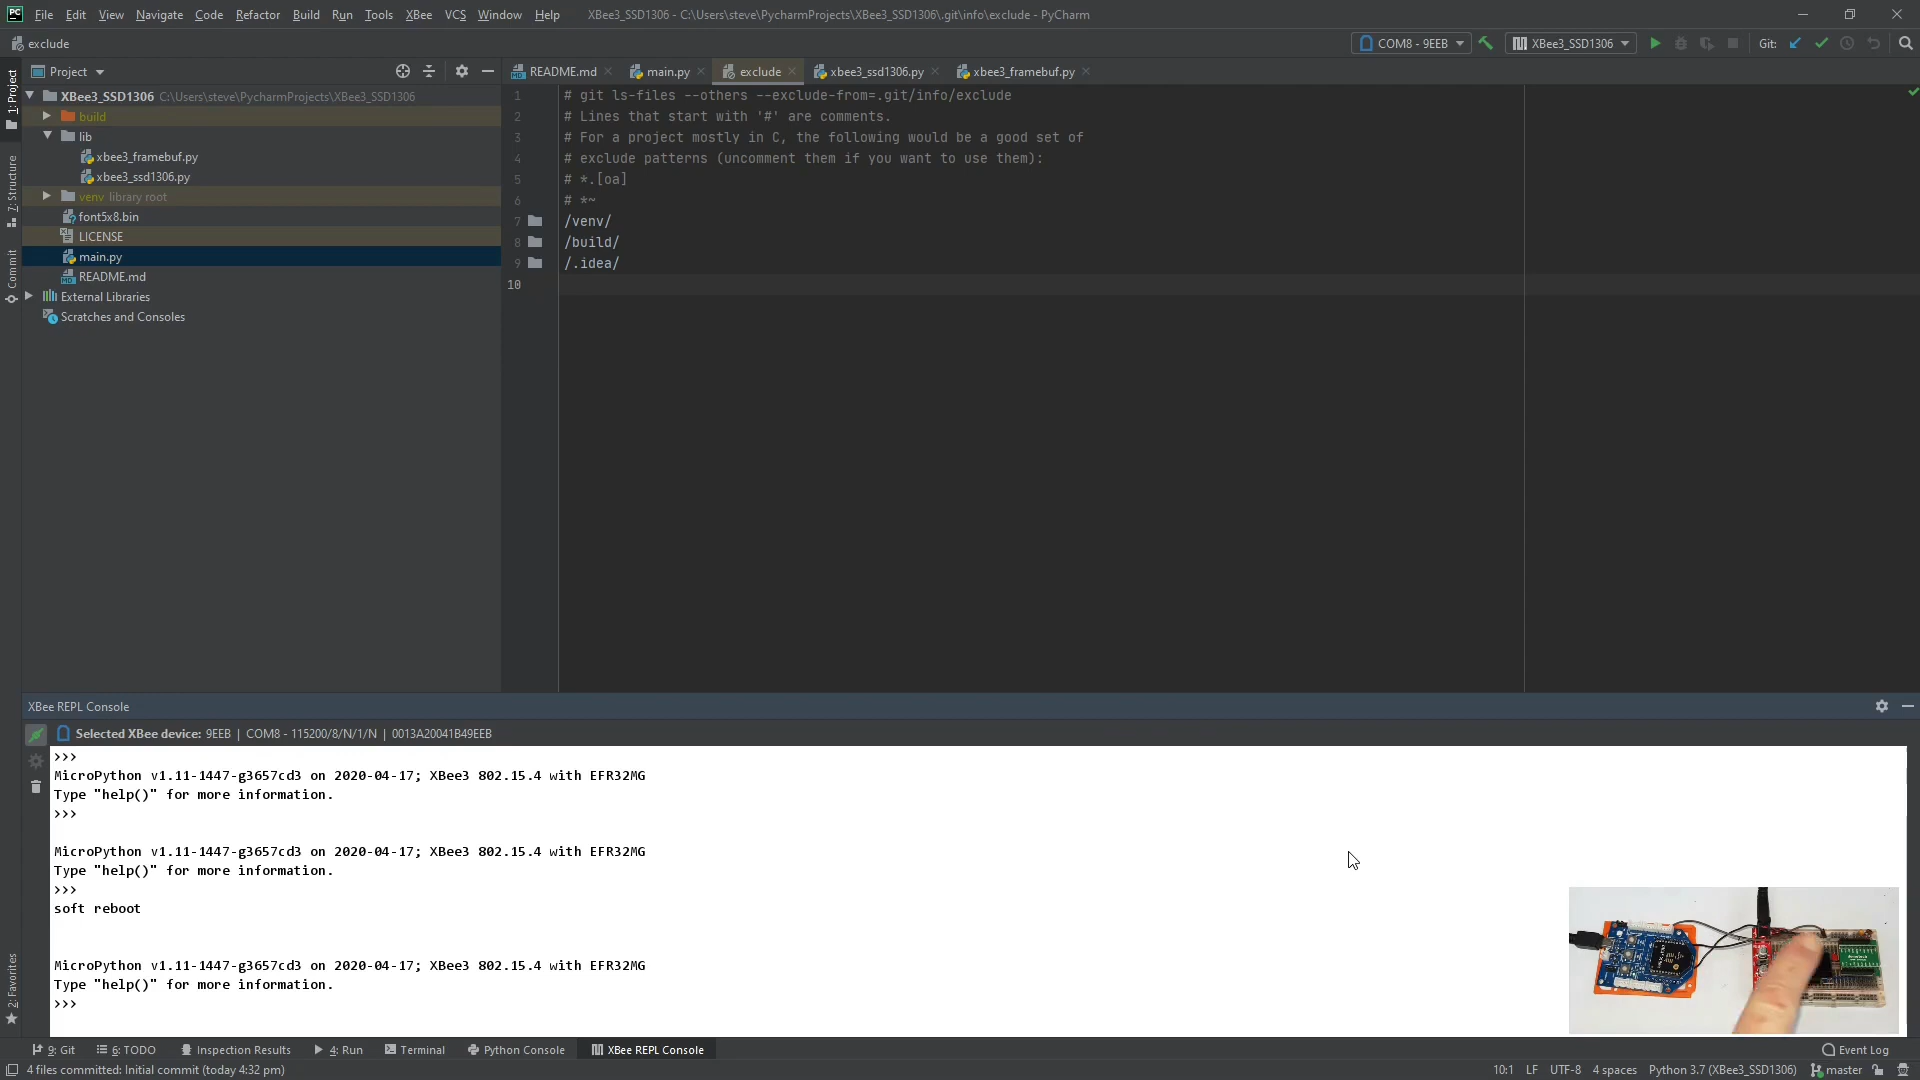 PC File Edit View Navigate Code Refactor Build Run Tools XBee VCS Window Help XBee3_SSD1306 - C:\Users\steve\PycharmProjects\XBee3_SSD1306\.git\info\exclude - PyCharm
exclude COM8 - 9EEB XBee3_SSD1306 Git:
Project README.md main.py exclude xbee3_ssd1306.py xbee3_framebuf.py
1: Project
7: Structure
Commit
2: Favorites
XBee3_SSD1306 C:\Users\steve\PycharmProjects\XBee3_SSD1306
build
lib
xbee3_framebuf.py
xbee3_ssd1306.py
venv library root
font5x8.bin
LICENSE
main.py
README.md
External Libraries
Scratches and Consoles
1 # git ls-files --others --exclude-from=.git/info/exclude
2 # Lines that start with '#' are comments.
3 # For a project mostly in C, the following would be a good set of
4 # exclude patterns (uncomment them if you want to use them):
5 # *.[oa]
6 # *~
7 /venv/
8 /build/
9 /.idea/
10
XBee REPL Console
Selected XBee device: 9EEB | COM8 - 115200/8/N/1/N | 0013A20041B49EEB
>>>
MicroPython v1.11-1447-g3657cd3 on 2020-04-17; XBee3 802.15.4 with EFR32MG
Type "help()" for more information.
>>>
MicroPython v1.11-1447-g3657cd3 on 2020-04-17; XBee3 802.15.4 with EFR32MG
Type "help()" for more information.
>>>
soft reboot
MicroPython v1.11-1447-g3657cd3 on 2020-04-17; XBee3 802.15.4 with EFR32MG
Type "help()" for more information.
>>>
9: Git 6: TODO Inspection Results 4: Run Terminal Python Console XBee REPL Console Event Log
4 files committed: Initial commit (today 4:32 pm) 10:1 LF UTF-8 4 spaces Python 3.7 (XBee3_SSD1306) master